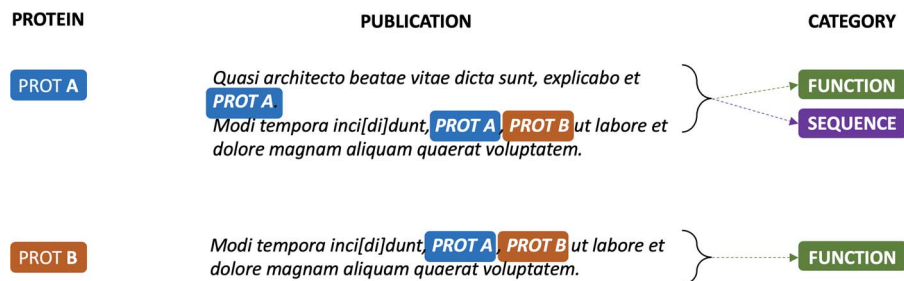 PROTEIN PUBLICATION CATEGORY
PROT A Quasi architecto beatae vitae dicta sunt, explicabo et FUNCTION
PROT A.
SEQUENCE
Modi tempora inci[di]dunt, PROT A, PROT B ut labore et
dolore magnam aliquam quaerat voluptatem.
PROT B Modi tempora inci[di]dunt, PROT A, PROT B ut labore et FUNCTION
dolore magnam aliquam quaerat voluptatem.